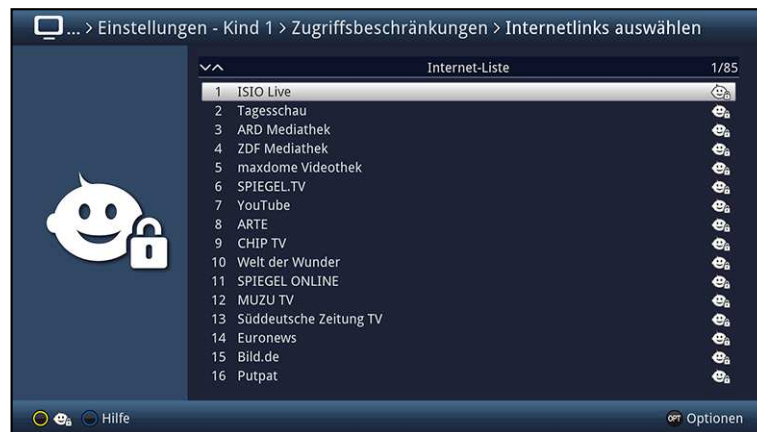 ... > Einstellungen - Kind 1 > Zugriffsbeschränkungen > Internetlinks auswählen
Internet-Liste 1/85
1 ISIO Live
2 Tagesschau
3 ARD Mediathek
4 ZDF Mediathek
5 maxdome Videothek
6 SPIEGEL.TV
7 YouTube
8 ARTE
9 CHIP TV
10 Welt der Wunder
11 SPIEGEL ONLINE
12 MUZU TV
13 Süddeutsche Zeitung TV
14 Euronews
15 Bild.de
16 Putpat
Hilfe OPT Optionen